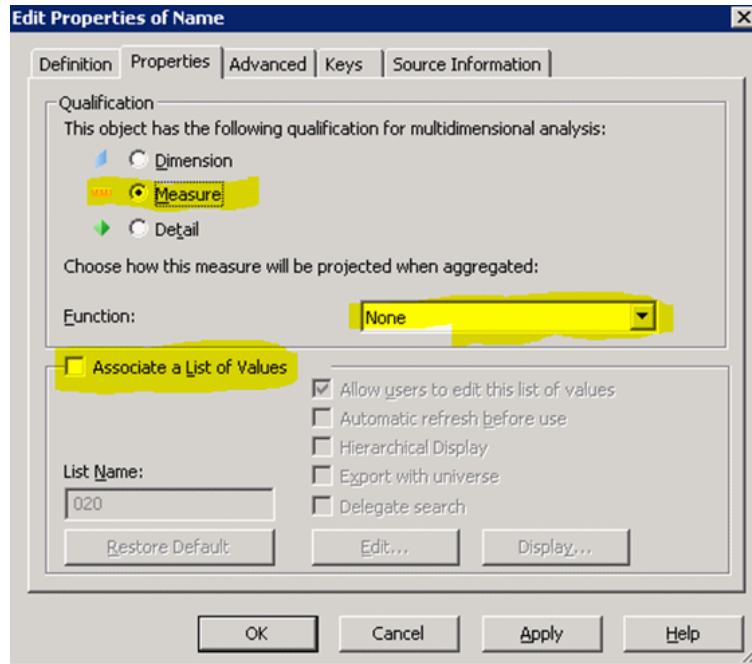 Edit Properties of Name
Definition Properties Advanced Keys Source Information
Qualification
This object has the following qualification for multidimensional analysis:
Dimension
Measure
Detail
Choose how this measure will be projected when aggregated:
Function: None
Associate a List of Values
Allow users to edit this list of values
Automatic refresh before use
Hierarchical Display
List Name: Export with universe
020 Delegate search
Restore Default Edit... Display...
OK Cancel Apply Help